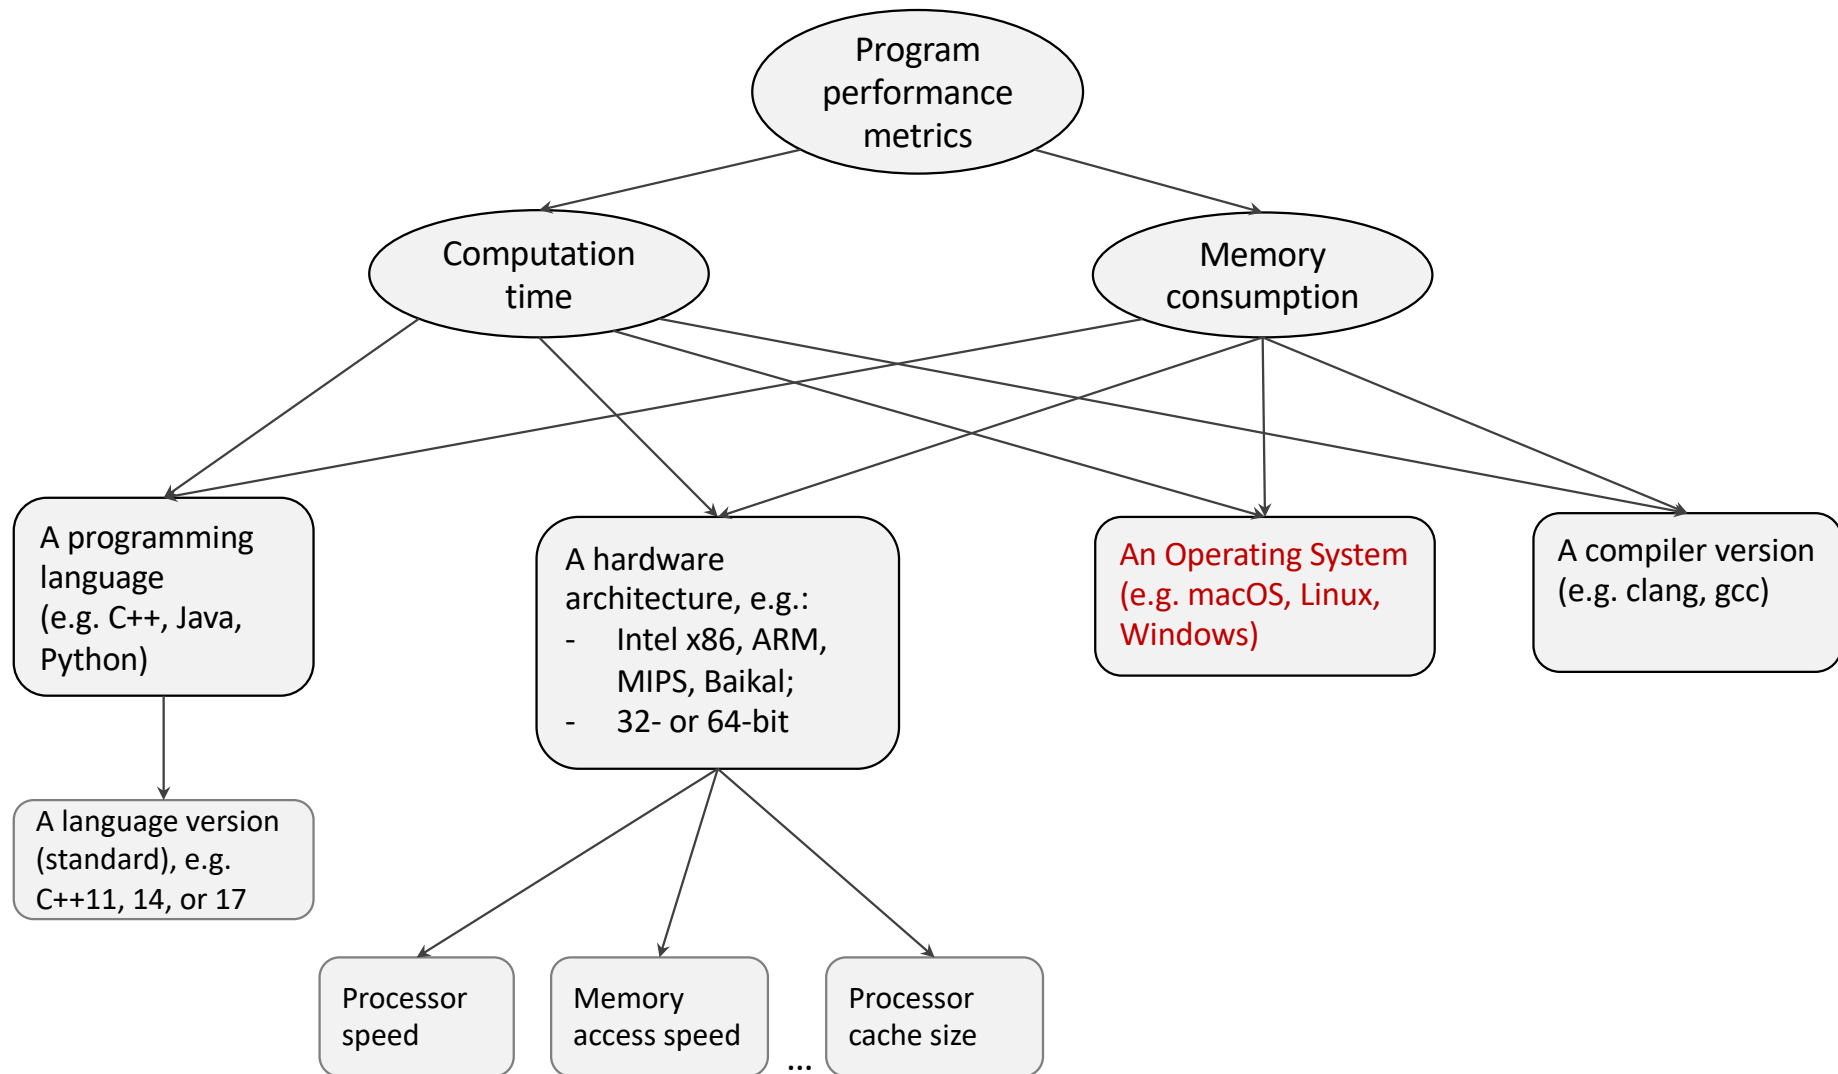 Program
performance
metrics
Computation
time
Memory
consumption
A programming
language
(e.g. C++, Java,
Python)
A hardware
architecture, e.g.:
- Intel x86, ARM,
MIPS, Baikal;
- 32- or 64-bit
An Operating System
(e.g. macOS, Linux,
Windows)
A compiler version
(e.g. clang, gcc)
A language version
(standard), e.g.
C++11, 14, or 17
Processor
speed
Memory
access speed
...
Processor
cache size